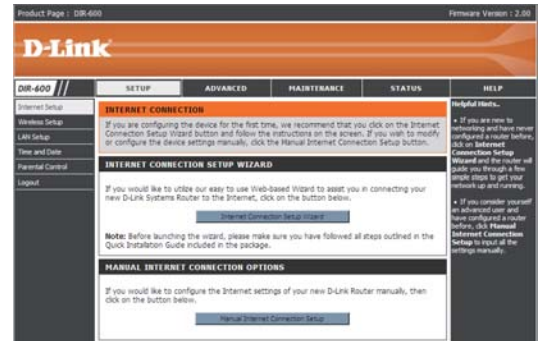 Product Page : DIR-600
Firmware Version : 2.00
D-Link
DIR-600
SETUP
ADVANCED
MAINTENANCE
STATUS
HELP
Internet Setup
Wireless Setup
LAN Setup
Time and Date
Parental Control
Logout
INTERNET CONNECTION
If you are configuring the device for the first time, we recommend that you click on the Internet
Connection Setup Wizard button and follow the instructions on the screen. If you wish to modify
or configure the device settings manually, click the Manual Internet Connection Setup button.
INTERNET CONNECTION SETUP WIZARD
If you would like to utilize our easy to use Web-based Wizard to assist you in connecting your
new D-Link Systems Router to the Internet, click on the button below.
Internet Connection Setup Wizard
Note: Before launching the wizard, please make sure you have followed all steps outlined in the
Quick Installation Guide included in the package.
MANUAL INTERNET CONNECTION OPTIONS
If you would like to configure the Internet settings of your new D-Link Router manually, then
click on the button below.
Manual Internet Connection Setup
Helpful Hints..
• If you are new to
networking and have never
configured a router before,
click on Internet
Connection Setup
Wizard and the router will
guide you through a few
simple steps to get your
network up and running.
• If you consider yourself
an advanced user and
have configured a router
before, click Manual
Internet Connection
Setup to input all the
settings manually.